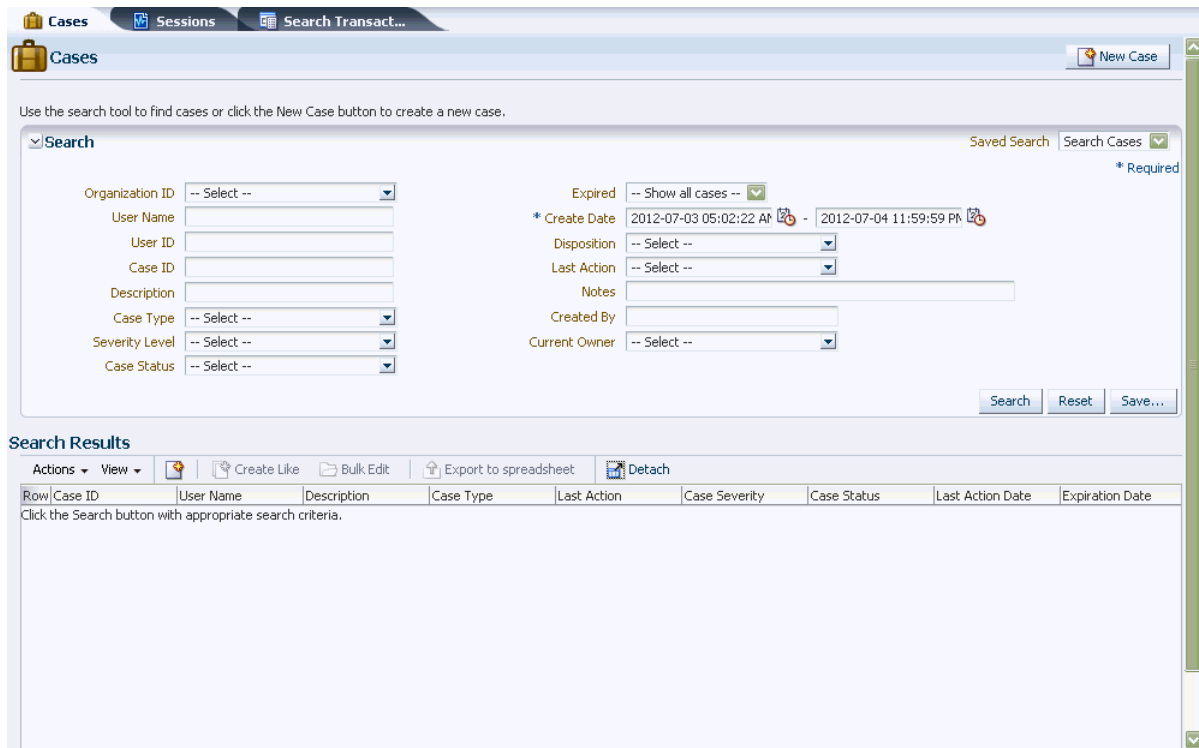 Cases Sessions Search Transact...
Cases New Case
Use the search tool to find cases or click the New Case button to create a new case.
Search Saved Search Search Cases
* Required
Organization ID -- Select -- Expired -- Show all cases --
User Name * Create Date 2012-07-03 05:02:22 AM - 2012-07-04 11:59:59 PM
User ID Disposition -- Select --
Case ID Last Action -- Select --
Description Notes
Case Type -- Select -- Created By
Severity Level -- Select -- Current Owner -- Select --
Case Status -- Select --
Search Reset Save...
Search Results
Actions View Create Like Bulk Edit Export to spreadsheet Detach
Row Case ID User Name Description Case Type Last Action Case Severity Case Status Last Action Date Expiration Date
Click the Search button with appropriate search criteria.